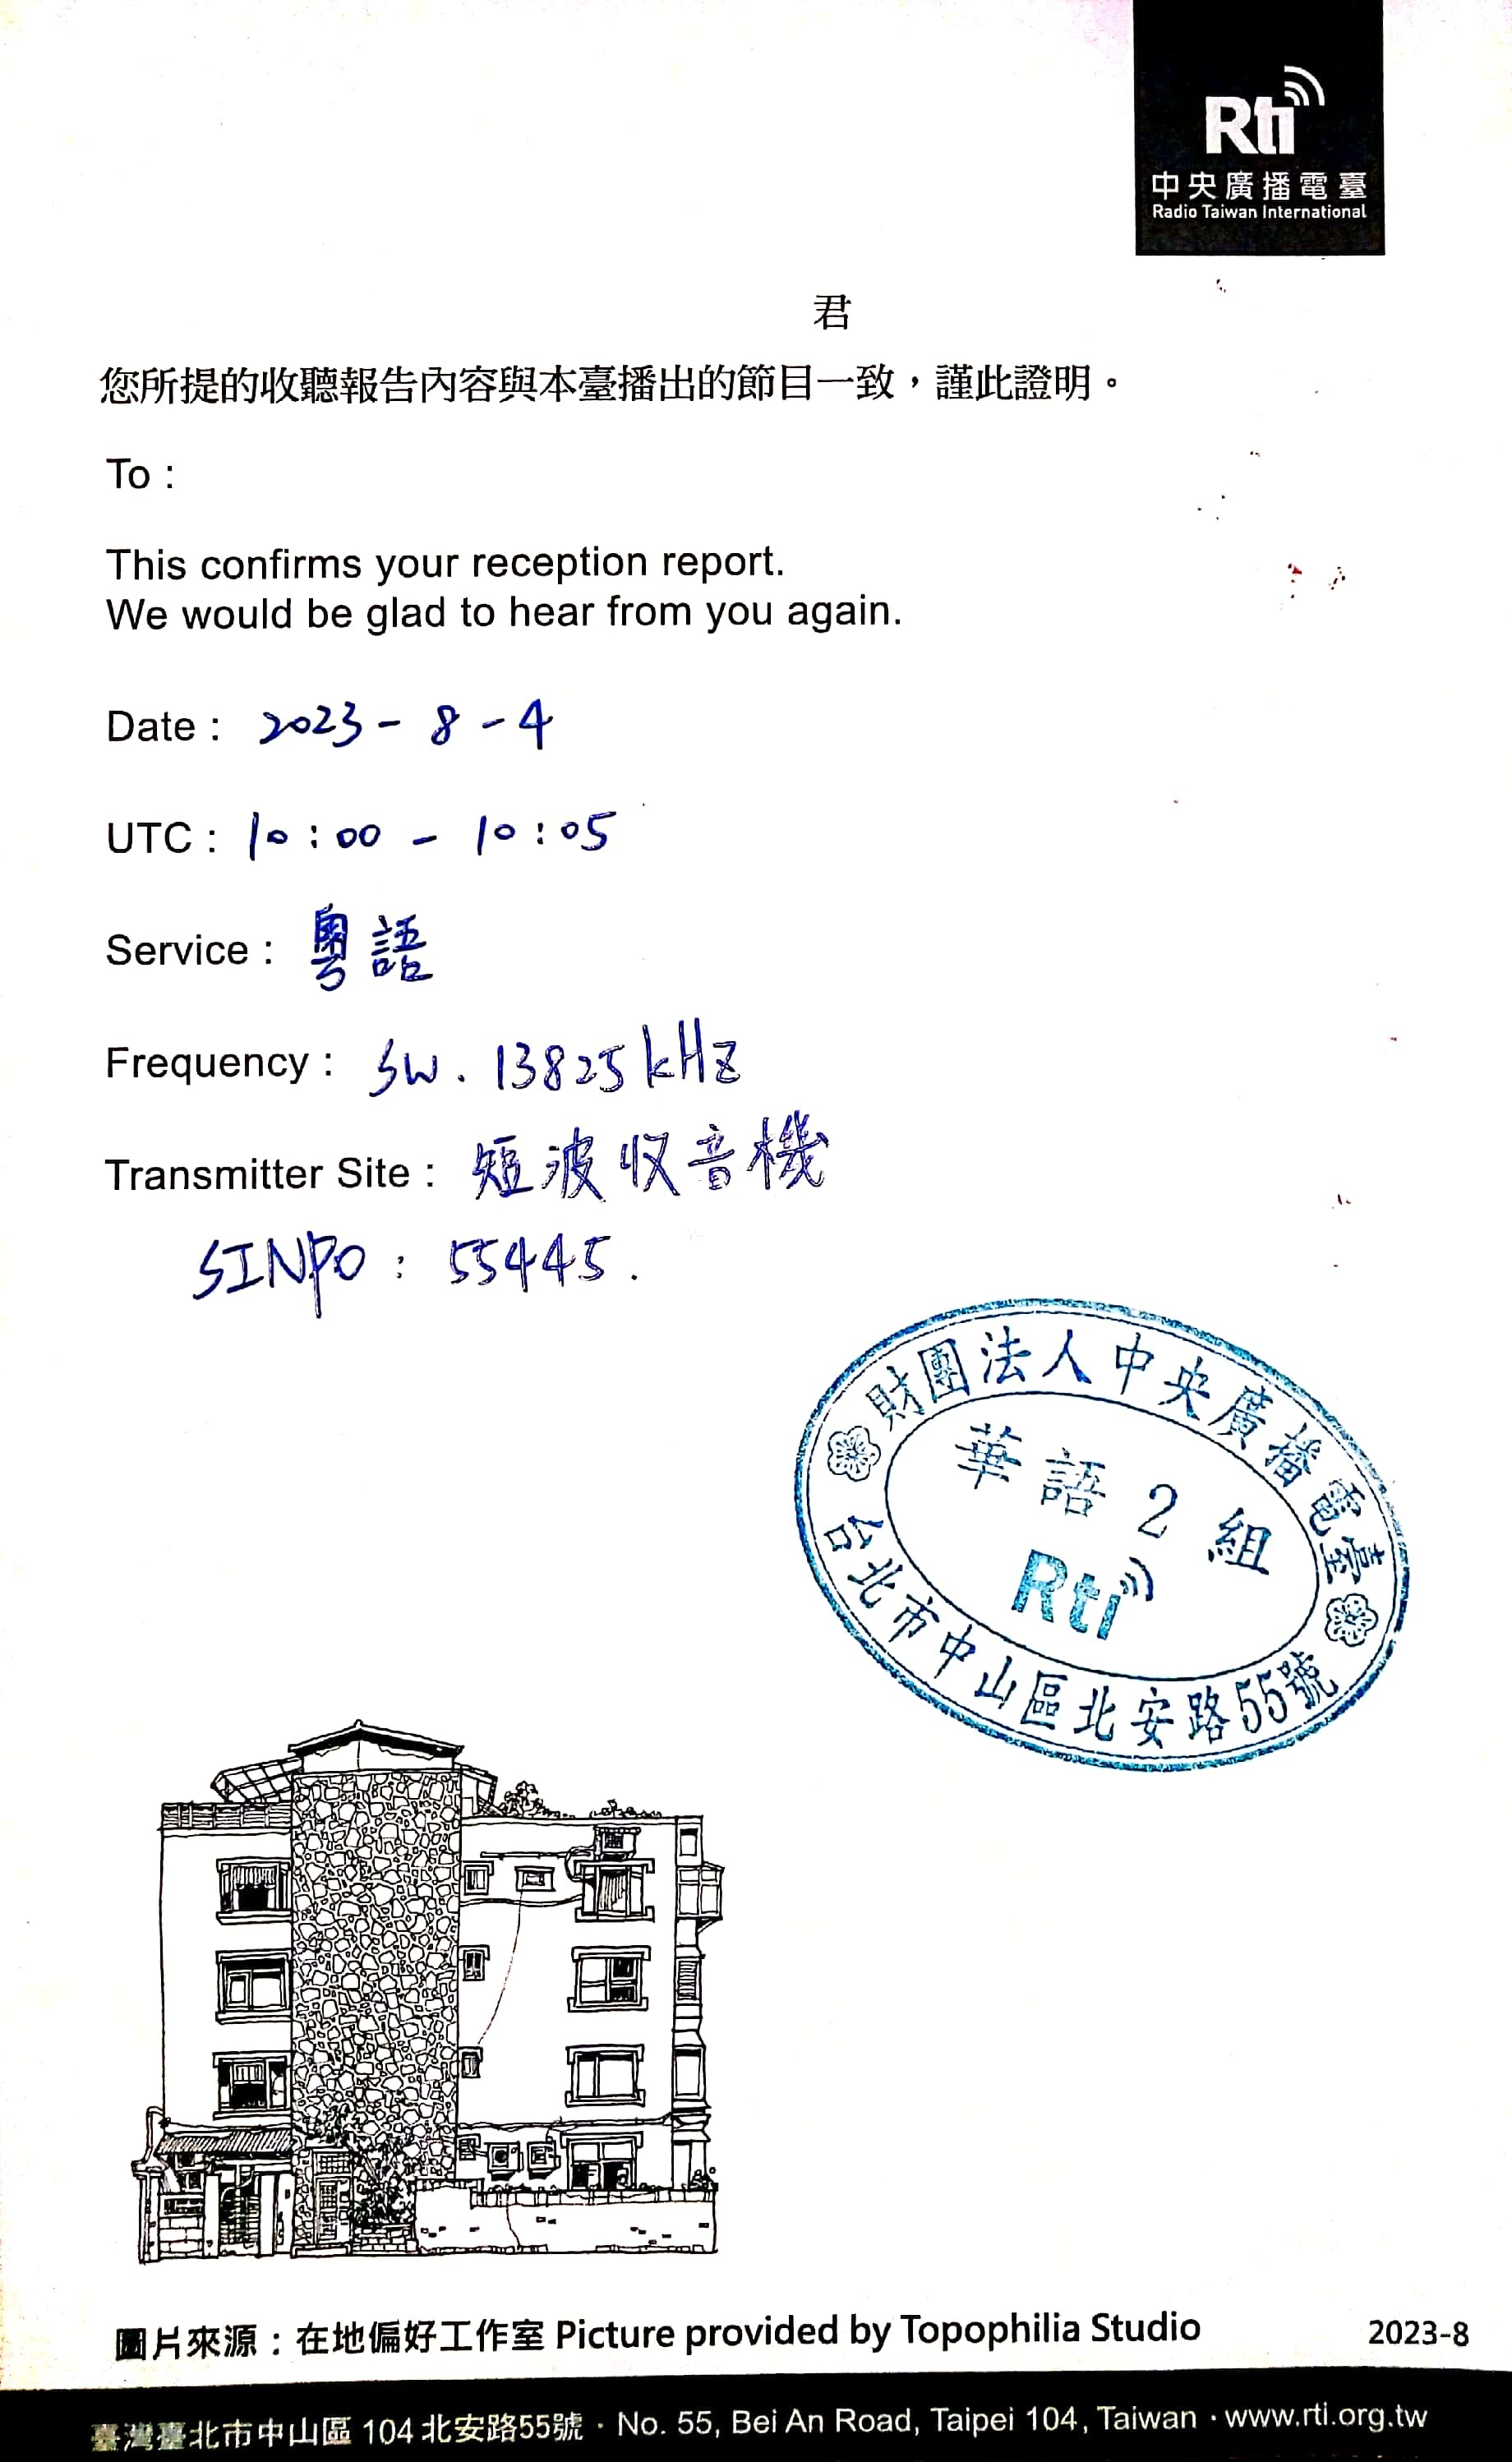 Rti
中央廣播電臺
Radio Taiwan International
君
您所提的收聽報告內容與本臺播出的節目一致，謹此證明。
To :
This confirms your reception report.
We would be glad to hear from you again.
Date : 2023 - 8 - 4
UTC : 10:00 - 10:05
Service : 粵語
Frequency : SW. 13825kHz
Transmitter Site : 短波収音機
SINPO : 55445.
財團法人中央廣播電臺
華語2組
Rti
台北市中山區北安路55號
圖片來源：在地偏好工作室 Picture provided by Topophilia Studio 2023-8
臺灣臺北市中山區 104 北安路55號 · No. 55, Bei An Road, Taipei 104, Taiwan · www.rti.org.tw